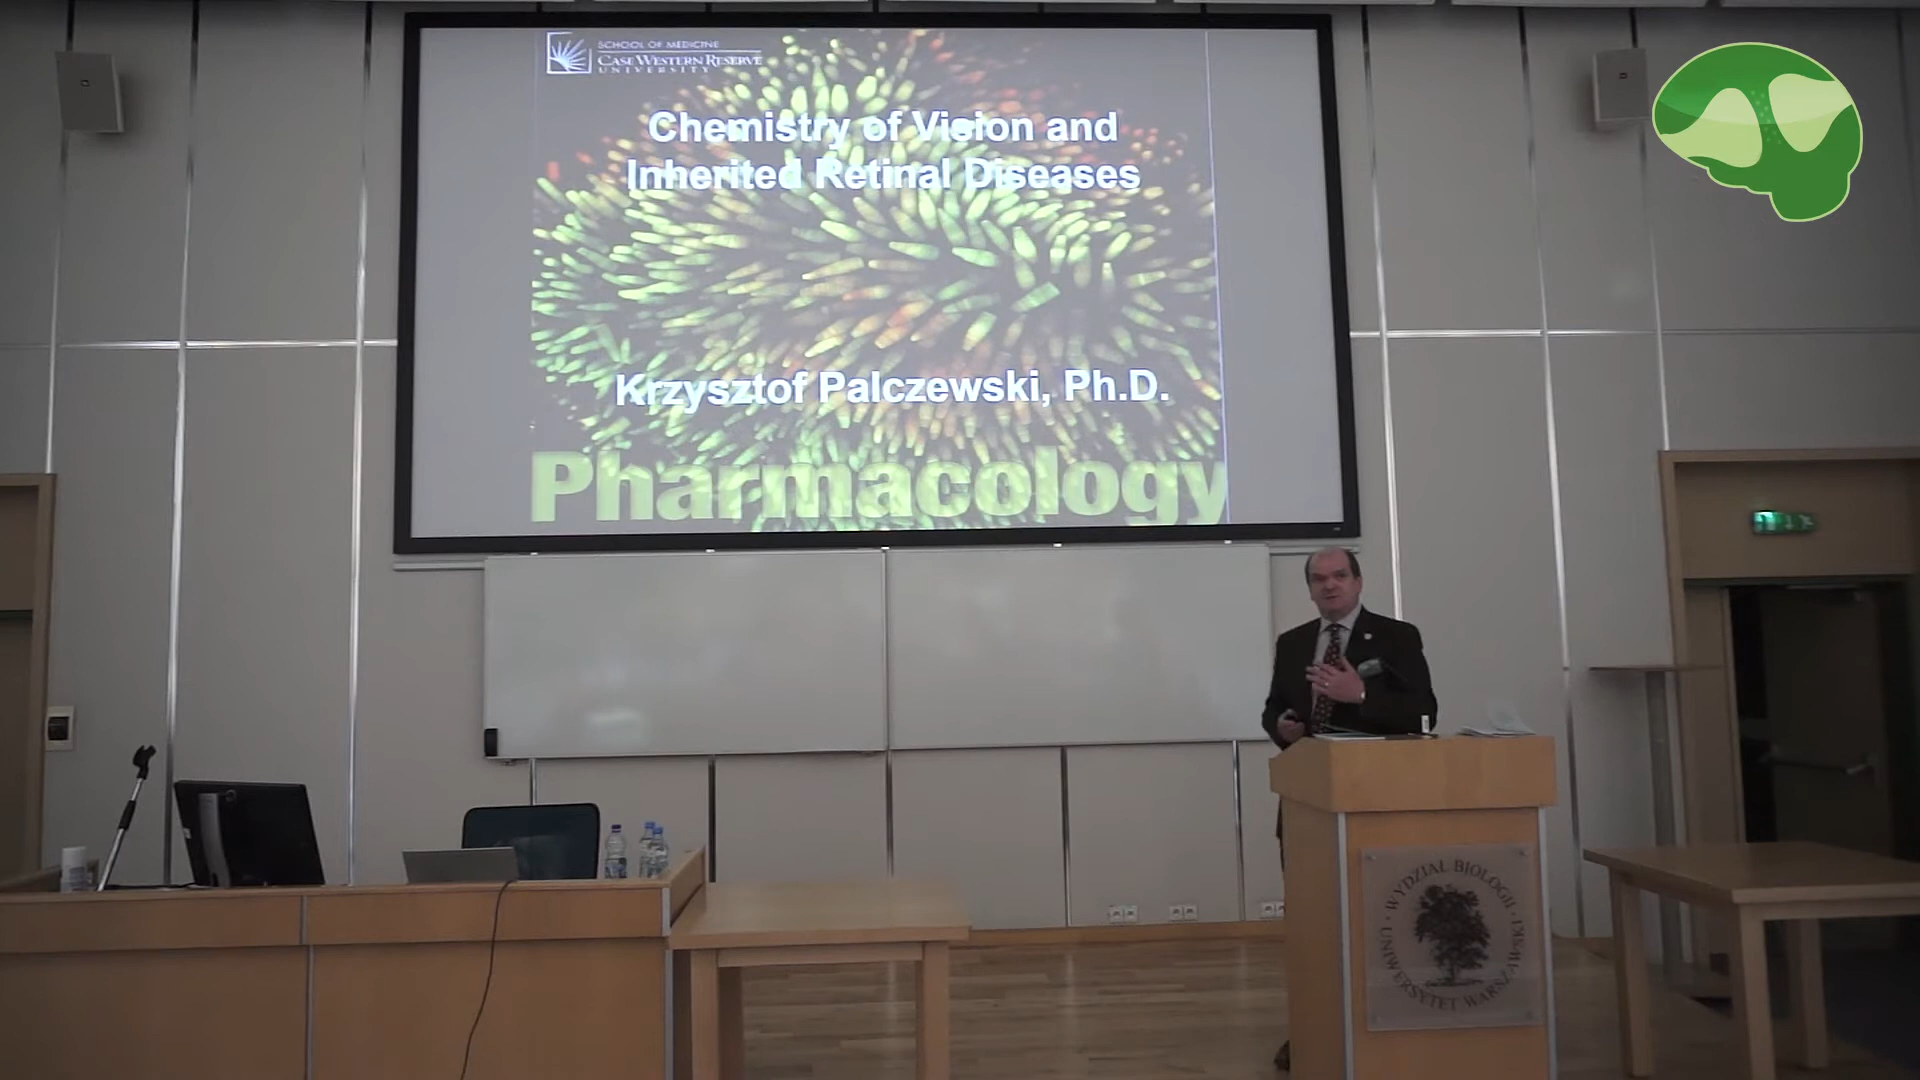 SCHOOL OF MEDICINE
CASE WESTERN RESERVE
UNIVERSITY
Chemistry of Vision and
Inherited Retinal Diseases
Krzysztof Palczewski, Ph.D.
Pharmacology
WYDZIAŁ BIOLOGII
UNIWERSYTET WARSZAWSKI